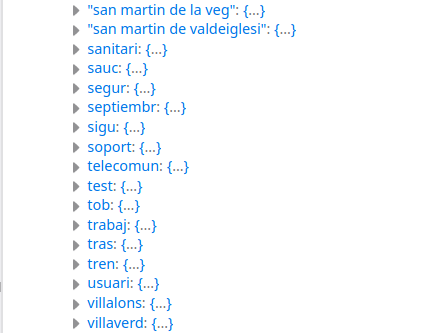 "san martin de la veg": {...}
"san martin de valdeiglesi": {...}
sanitari: {...}
sauc: {...}
segur: {...}
septiembr: {...}
sigu: {...}
soport: {...}
telecomun: {...}
test: {...}
tob: {...}
trabaj: {...}
tras: {...}
tren: {...}
usuari: {...}
villalons: {...}
villaverd: {...}